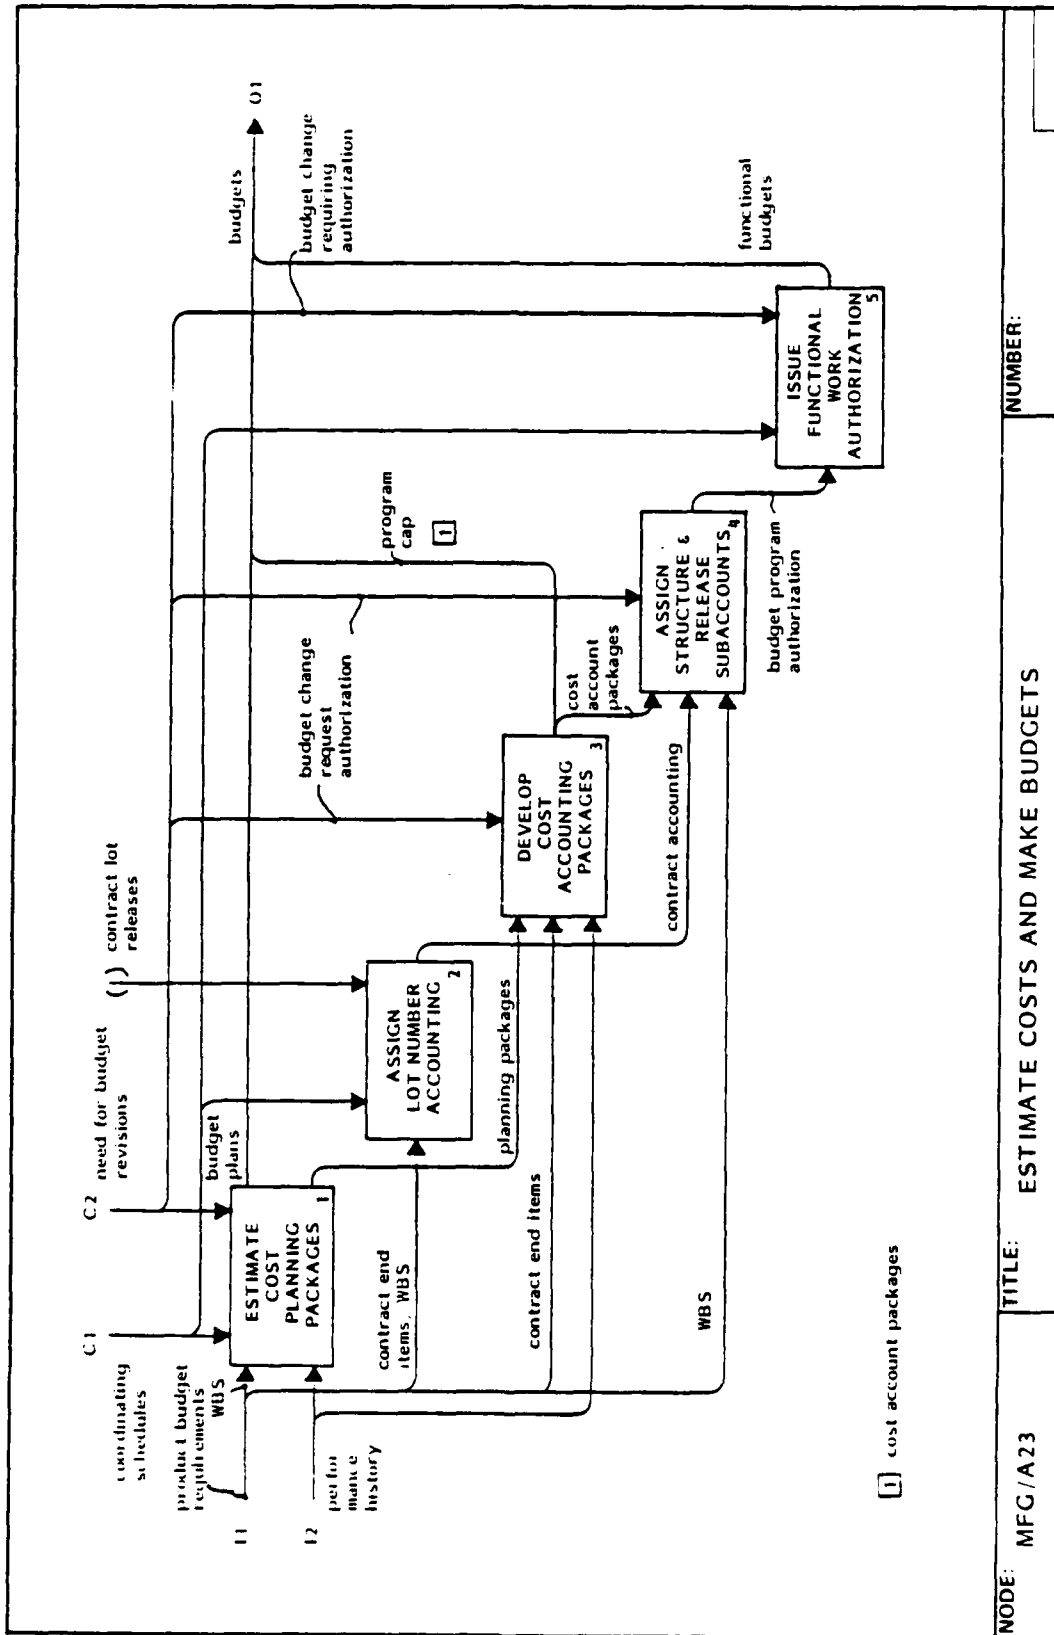 C1
coordinating
schedules
C2
need for budget
revisions
( ) contract lot
releases
I1
product budget
requirements
WBS
I2
perfor
mance
history
ESTIMATE
COST
PLANNING
PACKAGES
1
budget
plans
contract end
items, WBS
ASSIGN
LOT NUMBER
ACCOUNTING
2
planning packages
contract end items
budget change
request
authorization
DEVELOP
COST
ACCOUNTING
PACKAGES
3
program
cap
1
cost
account
packages
contract accounting
WBS
ASSIGN
STRUCTURE &
RELEASE
SUBACCOUNTS
4
budget program
authorization
ISSUE
FUNCTIONAL
WORK
AUTHORIZATION
5
functional
budgets
budgets
O1
budget change
requiring
authorization
1 cost account packages
NODE: MFG/A23
TITLE: ESTIMATE COSTS AND MAKE BUDGETS
NUMBER: